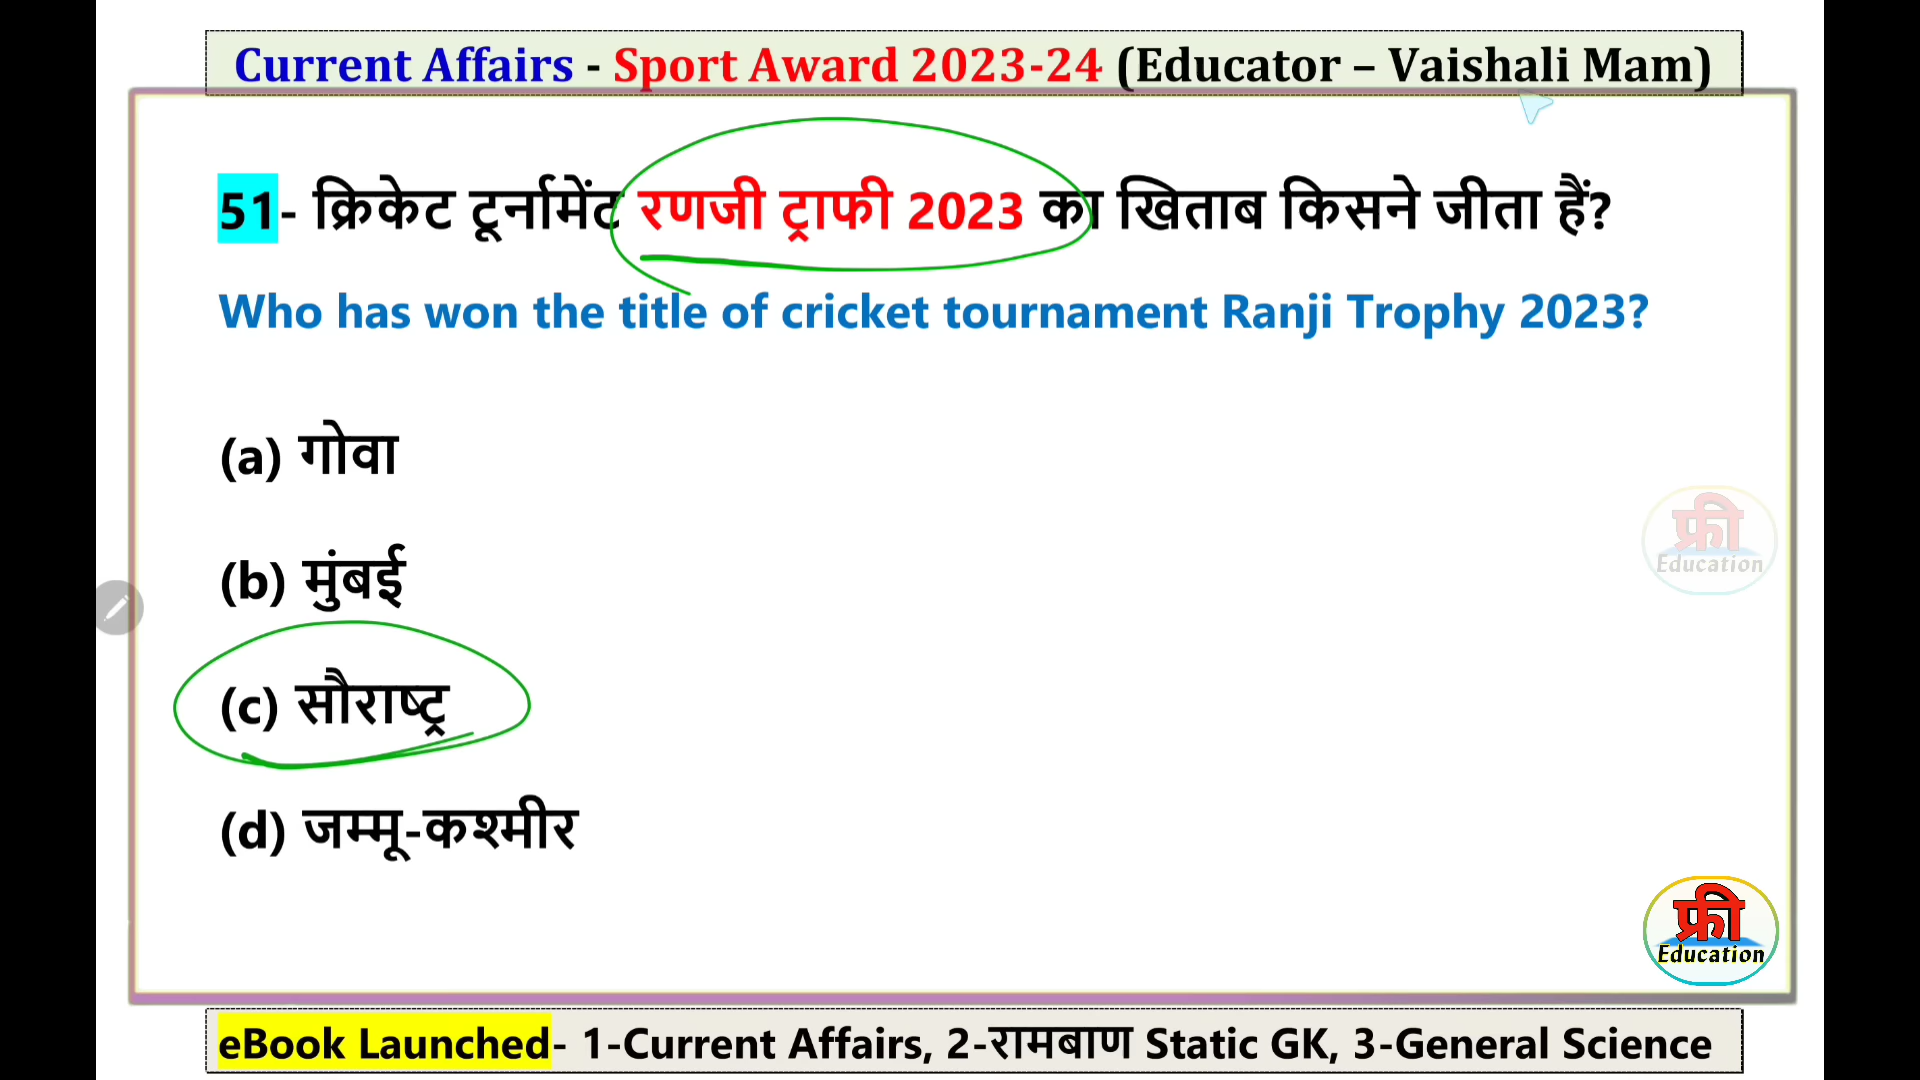 Current Affairs - Sport Award 2023-24 (Educator – Vaishali Mam)
51- क्रिकेट टूर्नामेंट रणजी ट्राफी 2023 का खिताब किसने जीता हैं?
Who has won the title of cricket tournament Ranji Trophy 2023?
(a) गोवा
(b) मुंबई
फ्री
Education
(c) सौराष्ट्र
(d) जम्मू-कश्मीर
फ्री
Education
eBook Launched- 1-Current Affairs, 2-रामबाण Static GK, 3-General Science